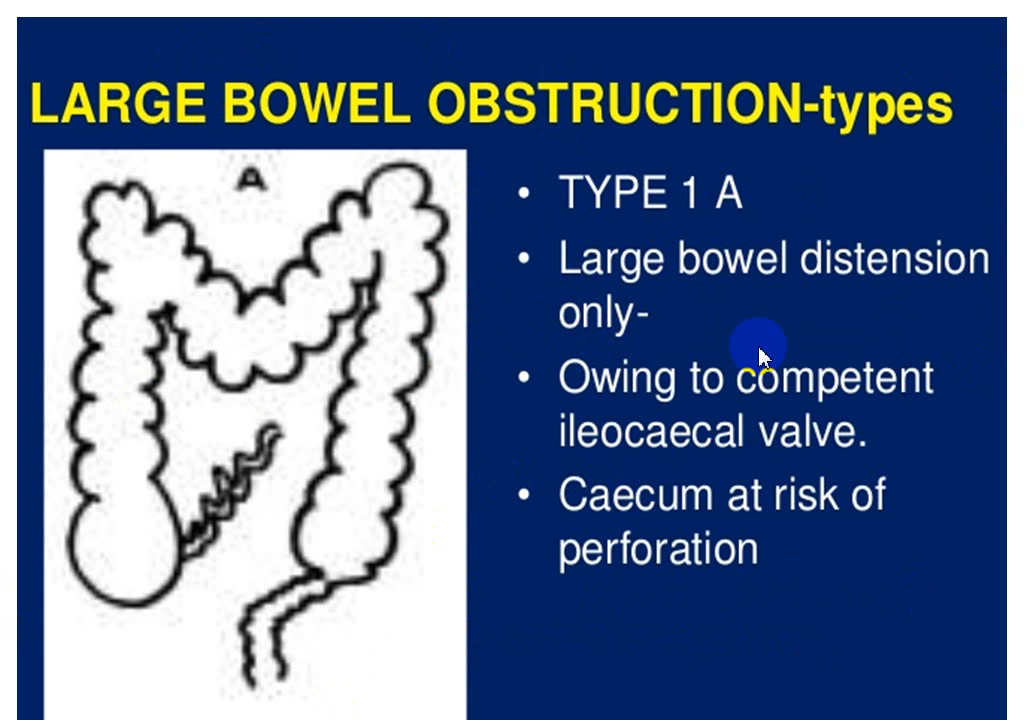 LARGE BOWEL OBSTRUCTION-types
A
• TYPE 1 A
• Large bowel distension
only-
• Owing to competent
ileocaecal valve.
• Caecum at risk of
perforation